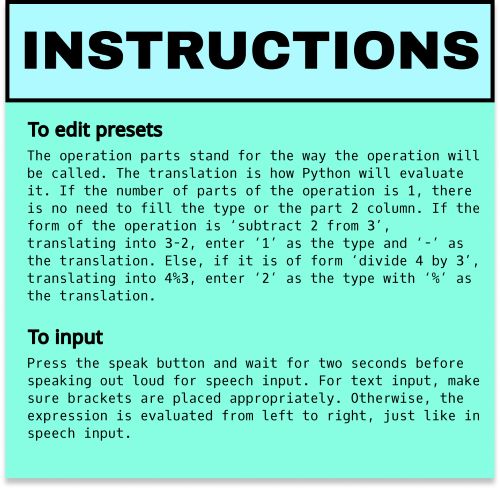 INSTRUCTIONS
To edit presets
The operation parts stand for the way the operation will
be called. The translation is how Python will evaluate
it. If the number of parts of the operation is 1, there
is no need to fill the type or the part 2 column. If the
form of the operation is ‘subtract 2 from 3’,
translating into 3-2, enter ‘1’ as the type and ‘-’ as
the translation. Else, if it is of form ‘divide 4 by 3’,
translating into 4%3, enter ‘2’ as the type with ‘%’ as
the translation.
To input
Press the speak button and wait for two seconds before
speaking out loud for speech input. For text input, make
sure brackets are placed appropriately. Otherwise, the
expression is evaluated from left to right, just like in
speech input.